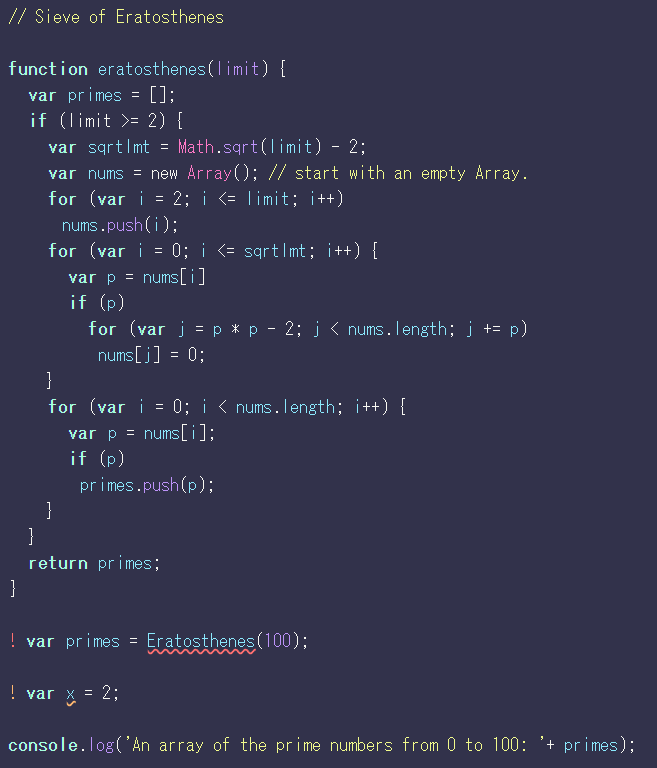 // Sieve of Eratosthenes
function eratosthenes(limit) {
var primes = [];
if (limit >= 2) {
var sqrtlmt = Math.sqrt(limit) - 2;
var nums = new Array(); // start with an empty Array.
for (var i = 2; i <= limit; i++)
nums.push(i);
for (var i = 0; i <= sqrtlmt; i++) {
var p = nums[i]
if (p)
for (var j = p * p - 2; j < nums.length; j += p)
nums[j] = 0;
}
for (var i = 0; i < nums.length; i++) {
var p = nums[i];
if (p)
primes.push(p);
}
}
return primes;
}
! var primes = Eratosthenes(100);
! var x = 2;
console.log('An array of the prime numbers from 0 to 100: '+ primes);